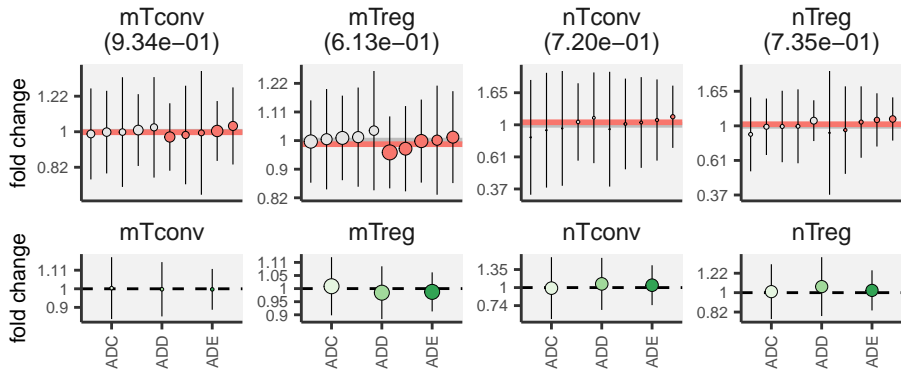 mTconv
(9.34e−01)
mTreg
(6.13e−01)
nTconv
(7.20e−01)
nTreg
(7.35e−01)
fold change
1.22
1
0.82
1.22
1.11
1
0.9
0.82
1.65
1
0.61
0.37
1.65
1
0.61
0.37
mTconv
mTreg
nTconv
nTreg
fold change
1.11
1
0.9
1.11
1.05
1
0.95
0.9
1.35
1
0.74
1.22
1
0.82
ADC
ADD
ADE
ADC
ADD
ADE
ADC
ADD
ADE
ADC
ADD
ADE